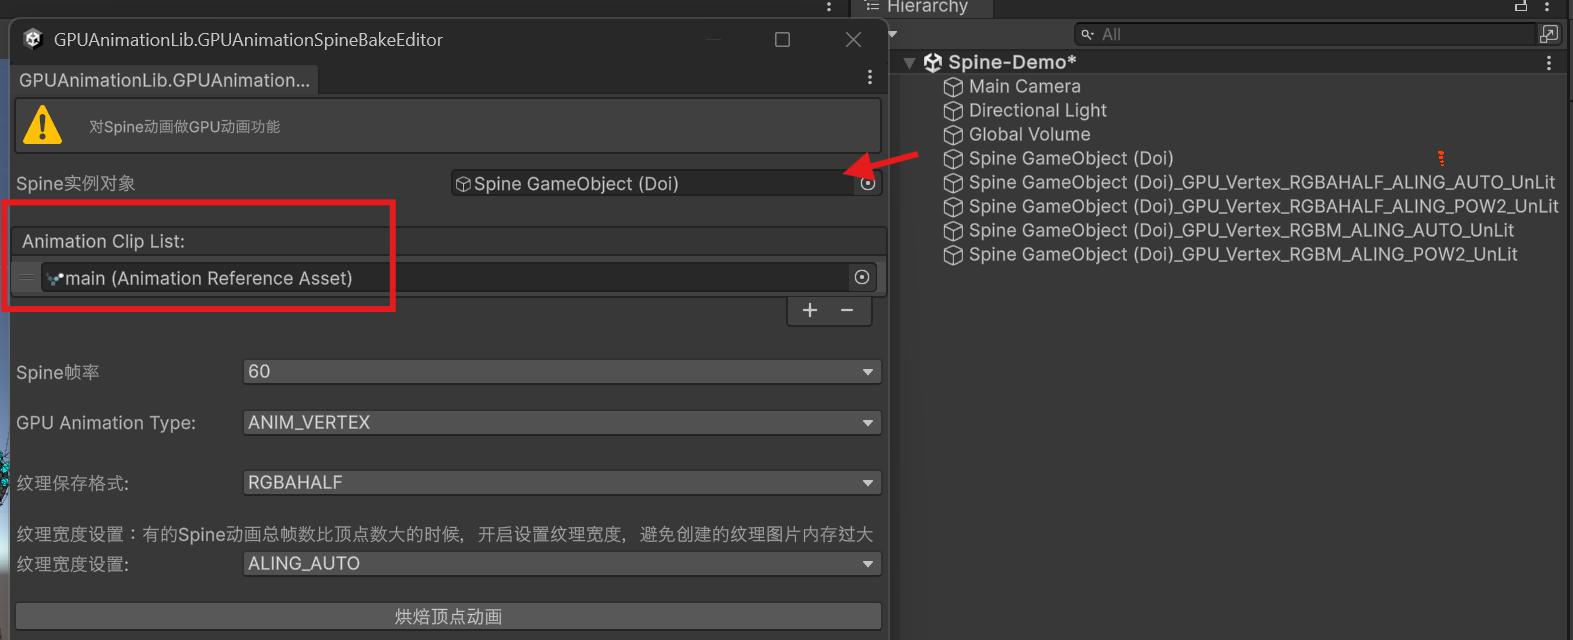 Hierarchy
GPUAnimationLib.GPUAnimationSpineBakeEditor
All
GPUAnimationLib.GPUAnimation...
Spine-Demo*
Main Camera
Directional Light
Global Volume
Spine GameObject (Doi)
Spine GameObject (Doi)_GPU_Vertex_RGBAHALF_ALING_AUTO_UnLit
Spine GameObject (Doi)_GPU_Vertex_RGBAHALF_ALING_POW2_UnLit
Spine GameObject (Doi)_GPU_Vertex_RGBM_ALING_AUTO_UnLit
Spine GameObject (Doi)_GPU_Vertex_RGBM_ALING_POW2_UnLit
对Spine动画做GPU动画功能
Spine实例对象 Spine GameObject (Doi)
Animation Clip List:
main (Animation Reference Asset)
Spine帧率 60
GPU Animation Type: ANIM_VERTEX
纹理保存格式: RGBAHALF
纹理宽度设置：有的Spine动画总帧数比顶点数大的时候，开启设置纹理宽度，避免创建的纹理图片内存过大
纹理宽度设置: ALING_AUTO
烘焙顶点动画